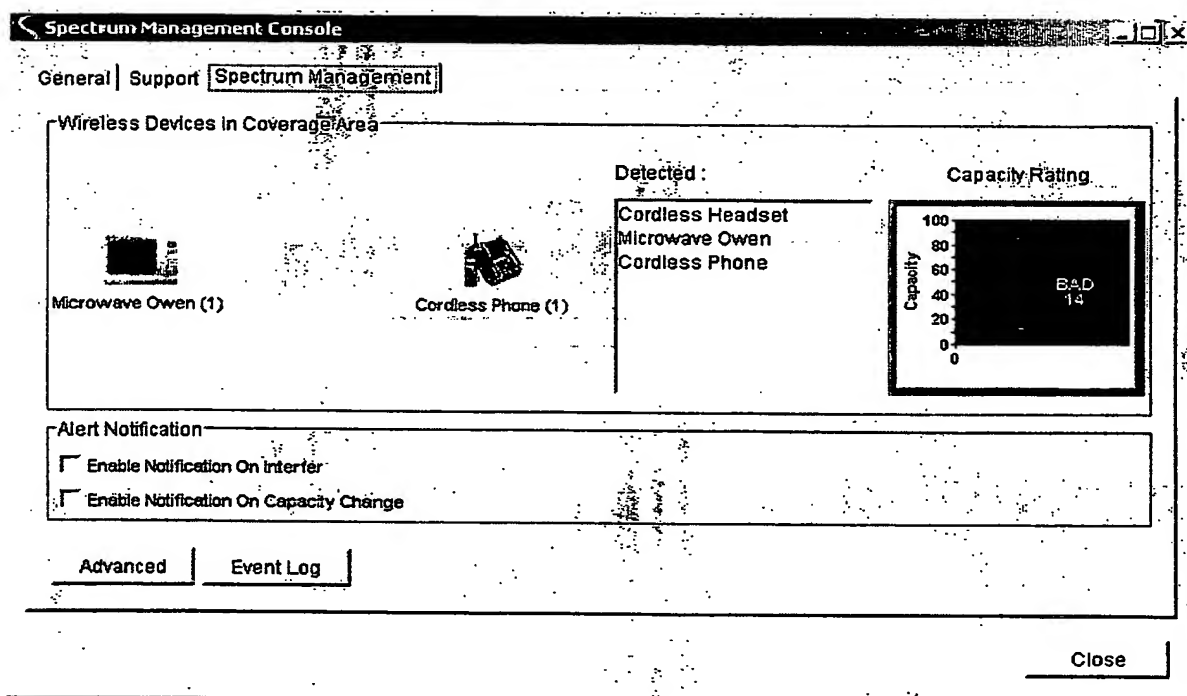 Spectrum Management Console
General Support Spectrum Management
Wireless Devices in Coverage Area
Detected :
Capacity Rating
Cordless Headset
Microwave Owen
Cordless Phone
100
80
60
40
20
0
0
Capacity
BAD
14
Microwave Owen (1)
Cordless Phone (1)
Alert Notification
Enable Notification On Interfer
Enable Notification On Capacity Change
Advanced
Event Log
Close